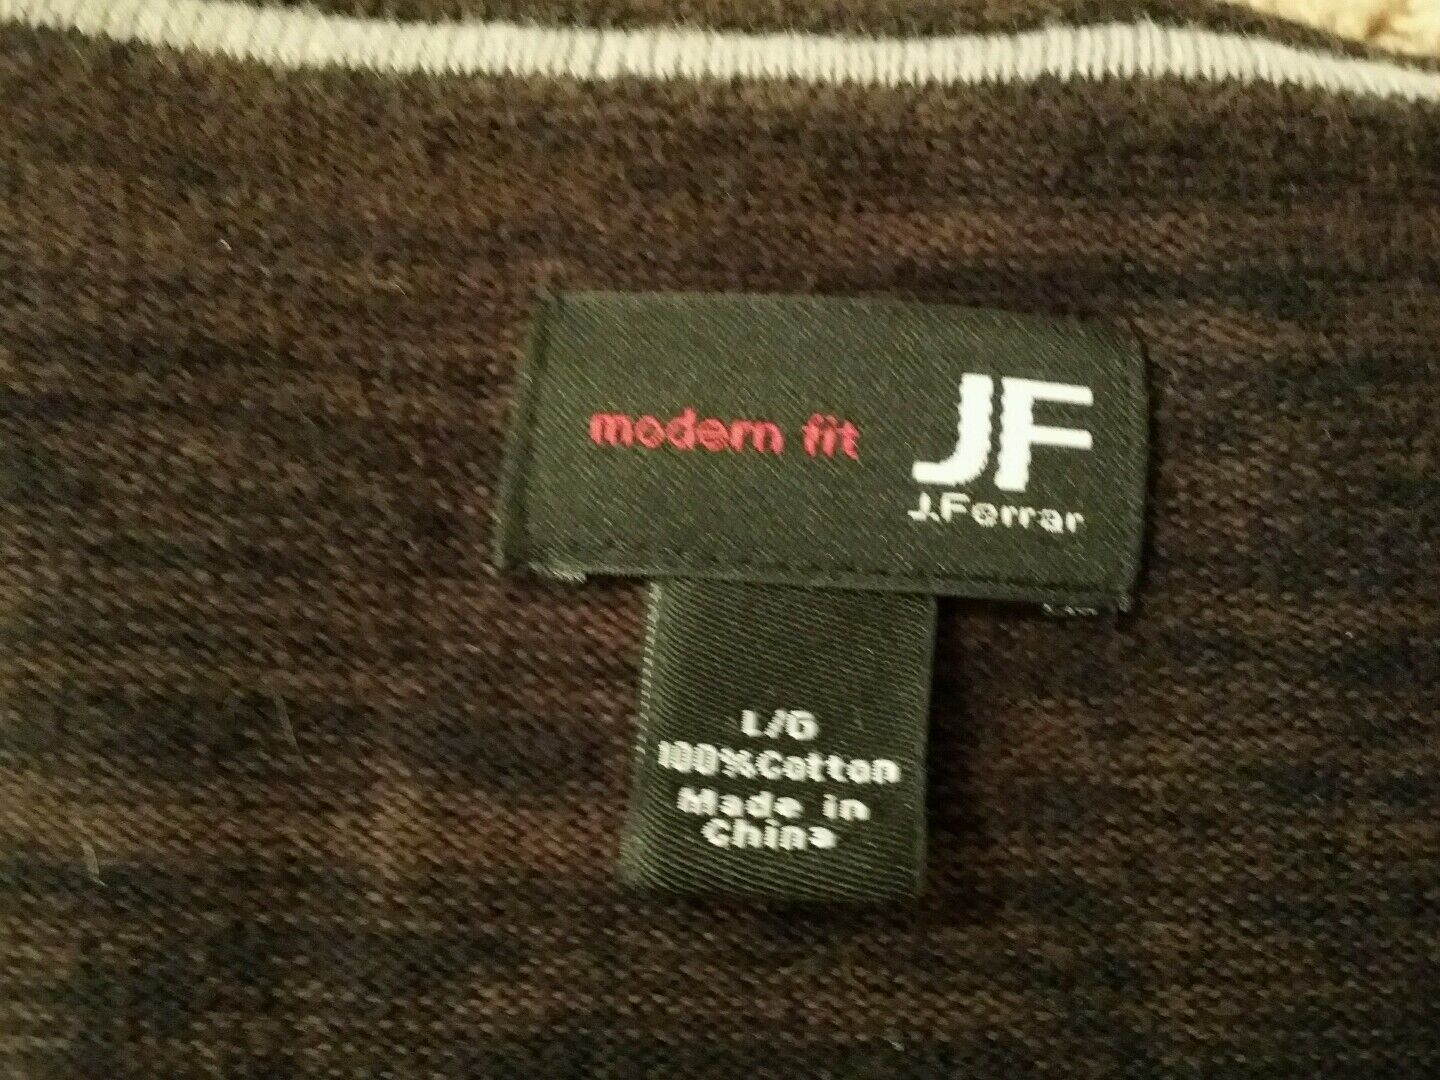 modern fit
JF
J.Ferrar
L/G
100%Cotton
Made in
China